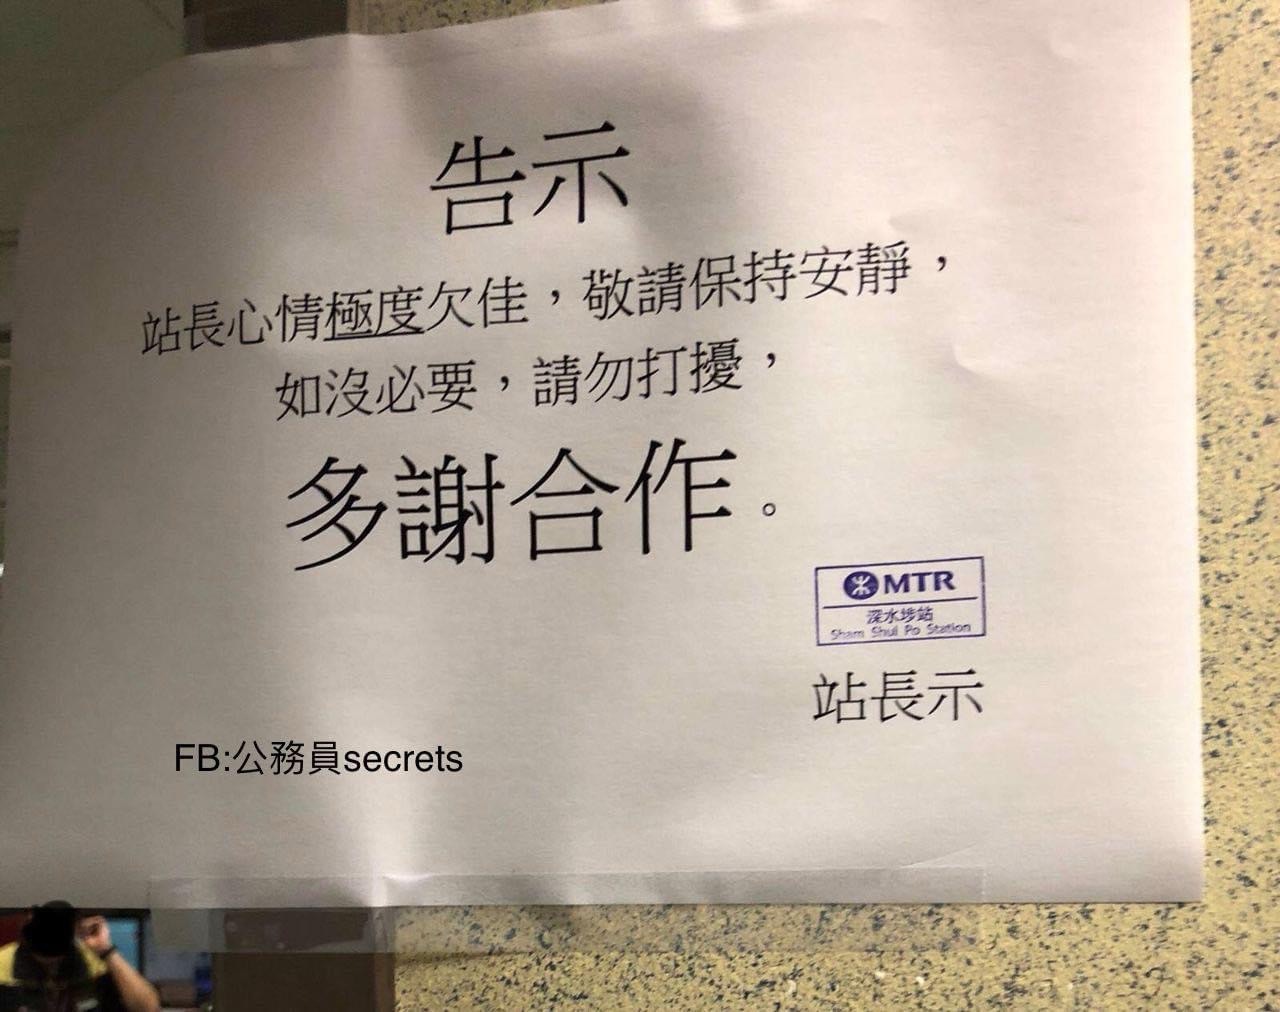 告示
站長心情極度欠佳，敬請保持安靜，
如沒必要，請勿打擾，
多謝合作。
MTR
深水埗站
Sham Shui Po Station
站長示
FB:公務員secrets